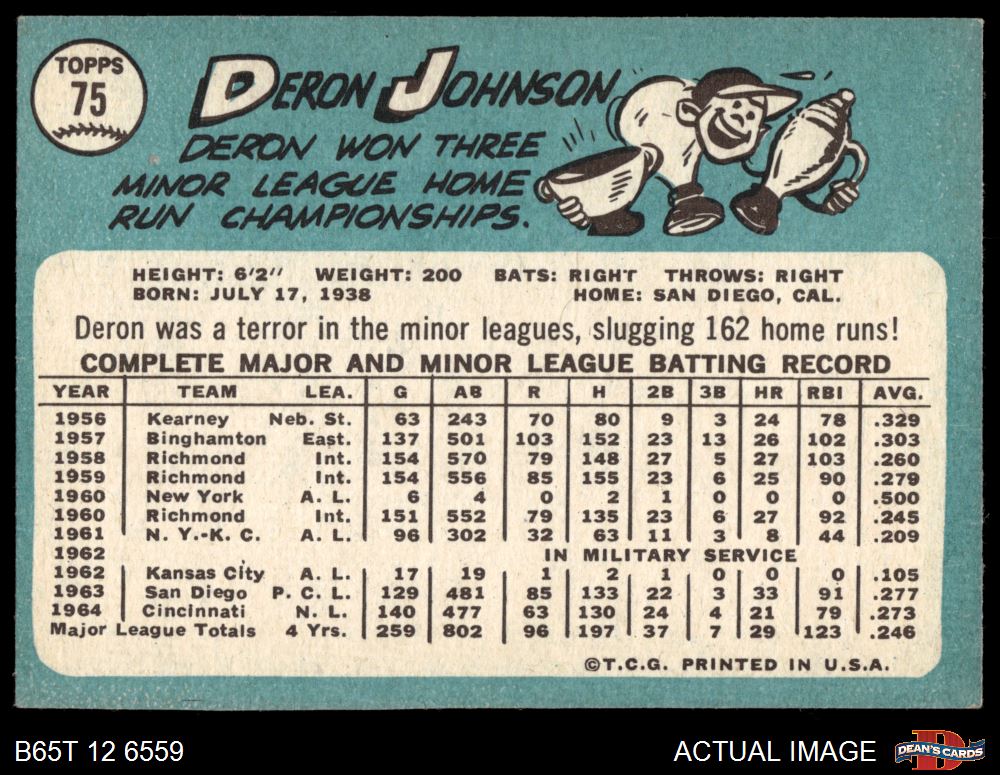 TOPPS
75
DERON JOHNSON
DERON WON THREE
MINOR LEAGUE HOME
RUN CHAMPIONSHIPS.
HEIGHT: 6'2" WEIGHT: 200 BATS: RIGHT THROWS: RIGHT
BORN: JULY 17, 1938 HOME: SAN DIEGO, CAL.
Deron was a terror in the minor leagues, slugging 162 home runs!
COMPLETE MAJOR AND MINOR LEAGUE BATTING RECORD
YEAR TEAM LEA. G AB R H 2B 3B HR RBI AVG.
1956 Kearney Neb. St. 63 243 70 80 9 3 24 78 .329
1957 Binghamton East. 137 501 103 152 23 13 26 102 .303
1958 Richmond Int. 154 570 79 148 27 5 27 103 .260
1959 Richmond Int. 154 556 85 155 23 6 25 90 .279
1960 New York A. L. 6 4 0 2 1 0 0 0 .500
1960 Richmond Int. 151 552 79 135 23 6 27 92 .245
1961 N. Y.-K. C. A. L. 96 302 32 63 11 3 8 44 .209
1962 IN MILITARY SERVICE
1962 Kansas City A. L. 17 19 1 2 1 0 0 0 .105
1963 San Diego P. C. L. 129 481 85 133 22 3 33 91 .277
1964 Cincinnati N. L. 140 477 63 130 24 4 21 79 .273
Major League Totals 4 Yrs. 259 802 96 197 37 7 29 123 .246
©T.C.G. PRINTED IN U.S.A.
B65T 12 6559 ACTUAL IMAGE
D
DEAN'S CARDS